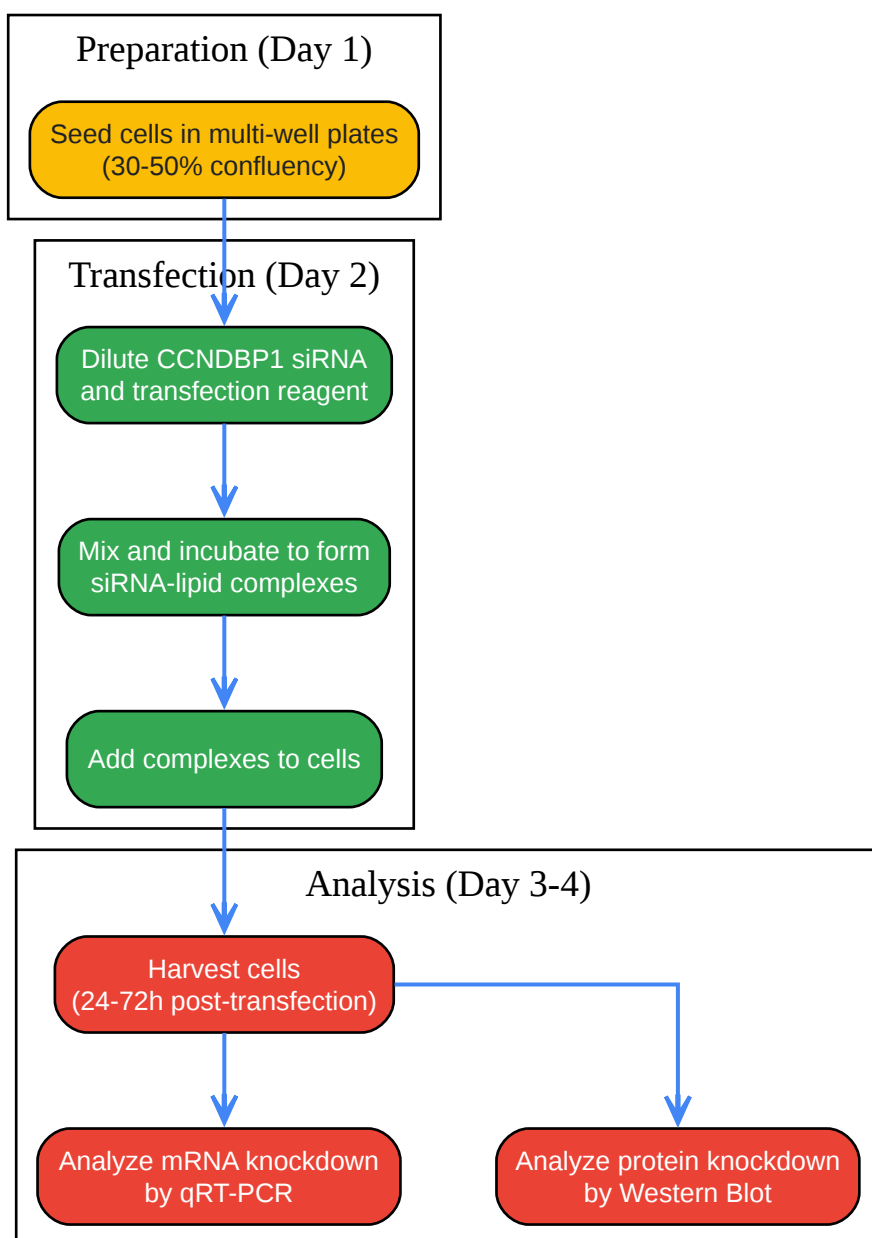 Preparation (Day 1)
Seed cells in multi-well plates
(30-50% confluency)
Transfection (Day 2)
Dilute CCNDBP1 siRNA
and transfection reagent
Mix and incubate to form
siRNA-lipid complexes
Add complexes to cells
Analysis (Day 3-4)
Harvest cells
(24-72h post-transfection)
Analyze mRNA knockdown
by qRT-PCR
Analyze protein knockdown
by Western Blot